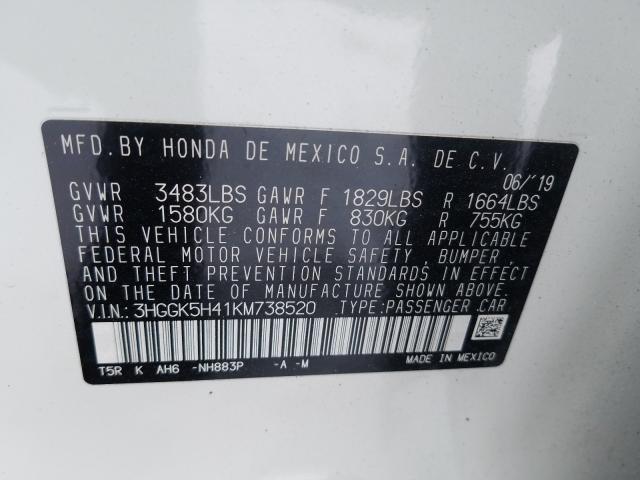 MFD. BY HONDA DE MEXICO S.A. DE C.V.
06/'19
GVWR 3483LBS GAWR F 1829LBS R 1664LBS
GVWR 1580KG GAWR F 830KG R 755KG
THIS VEHICLE CONFORMS TO ALL APPLICABLE
FEDERAL MOTOR VEHICLE SAFETY, BUMPER,
AND THEFT PREVENTION STANDARDS IN EFFECT
ON THE DATE OF MANUFACTURE SHOWN ABOVE.
V.I.N.: 3HGGK5H41KM738520 TYPE: PASSENGER CAR
T5R K AH6 -NH883P -A -M MADE IN MEXICO